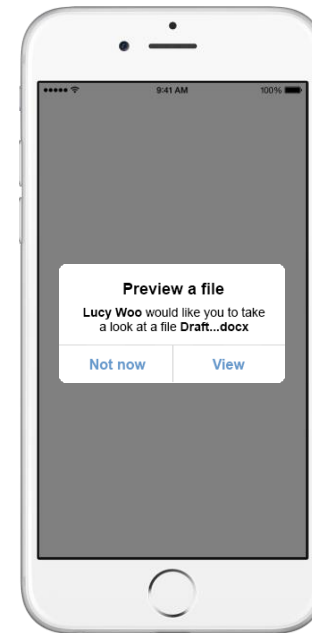 9:41 AM 100%
Preview a file
Lucy Woo would like you to take
a look at a file Draft...docx
Not now View